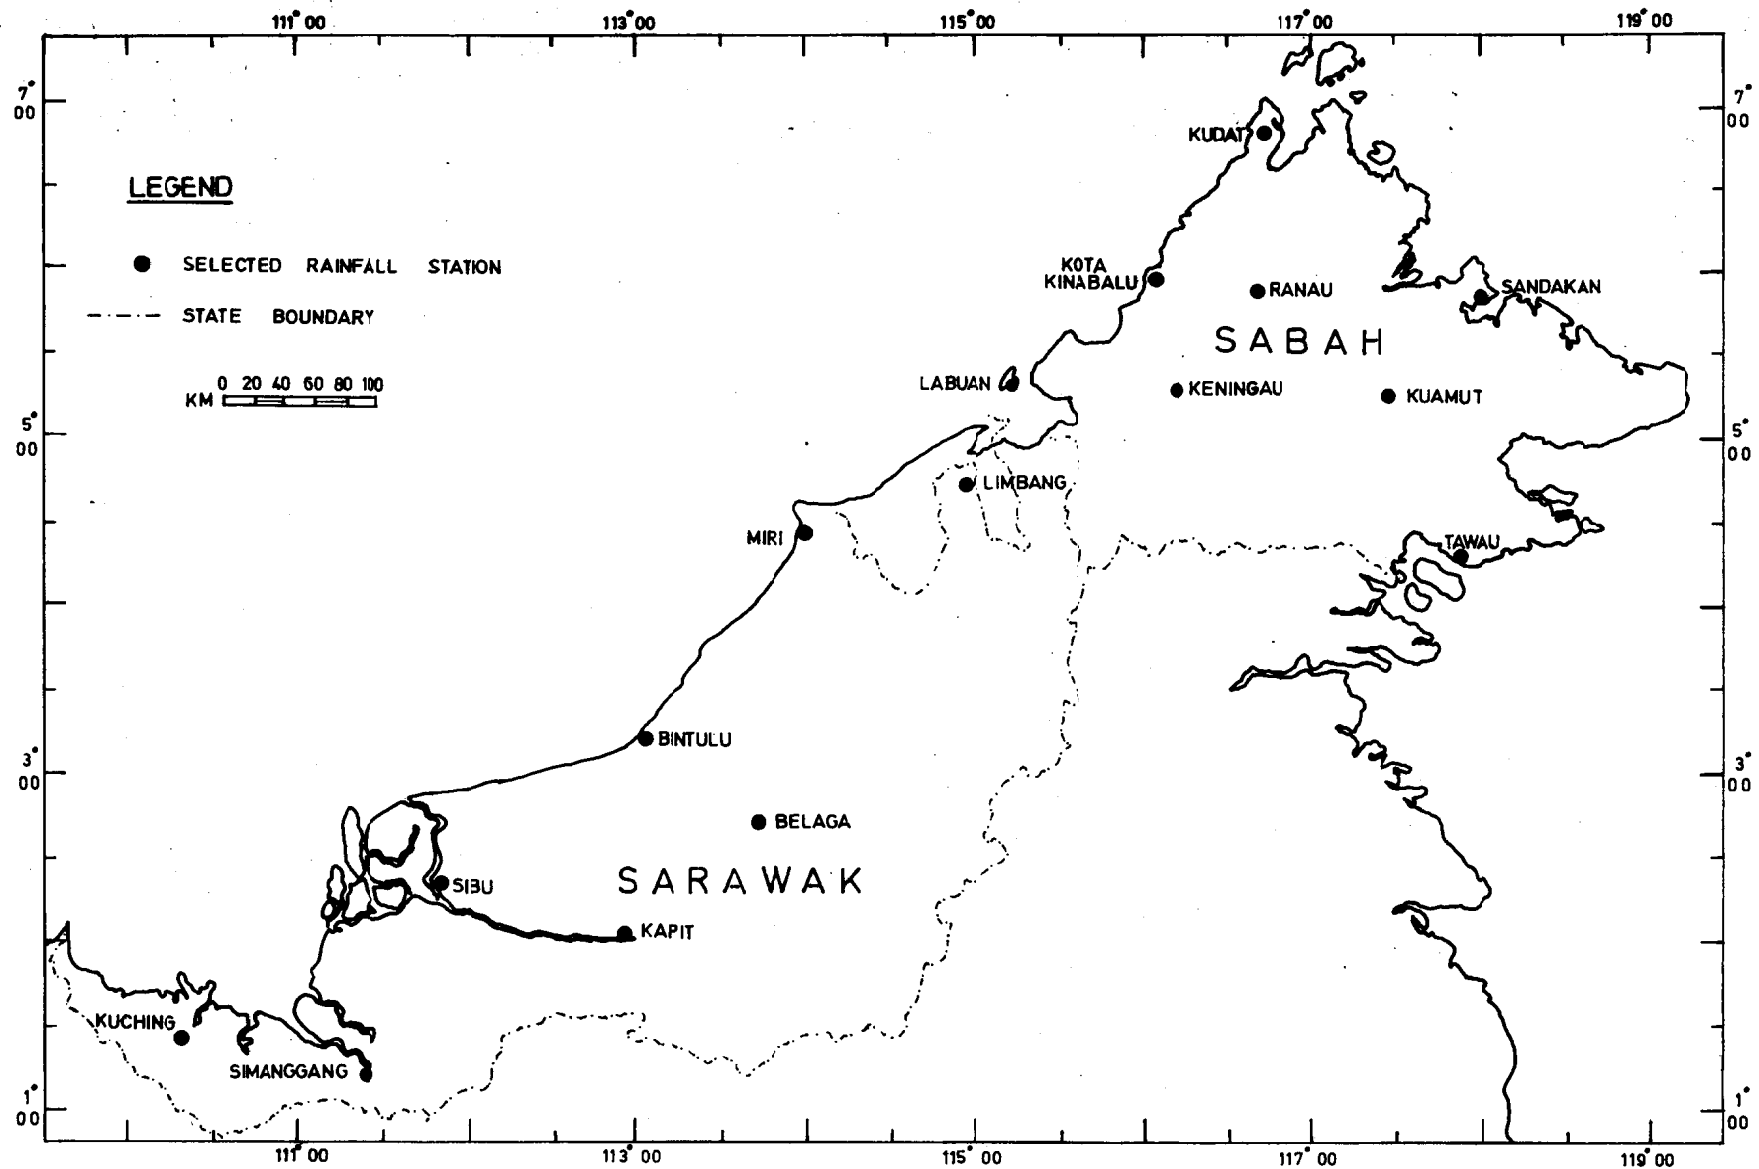 111° 00 113° 00 115° 00 117° 00 119° 00
7° 00
7° 00
KUDAT
LEGEND
SELECTED RAINFALL STATION
STATE BOUNDARY
KM 0 20 40 60 80 100
KOTA
KINABALU
RANAU
SANDAKAN
SABAH
LABUAN
KENINGAU
KUAMUT
5° 00
5° 00
LIMBANG
MIRI
TAWAU
BINTULU
3° 00
3° 00
BELAGA
SARAWAK
SIBU
KAPIT
KUCHING
SIMANGGANG
1° 00
1° 00
111° 00 113° 00 115° 00 117° 00 119° 00